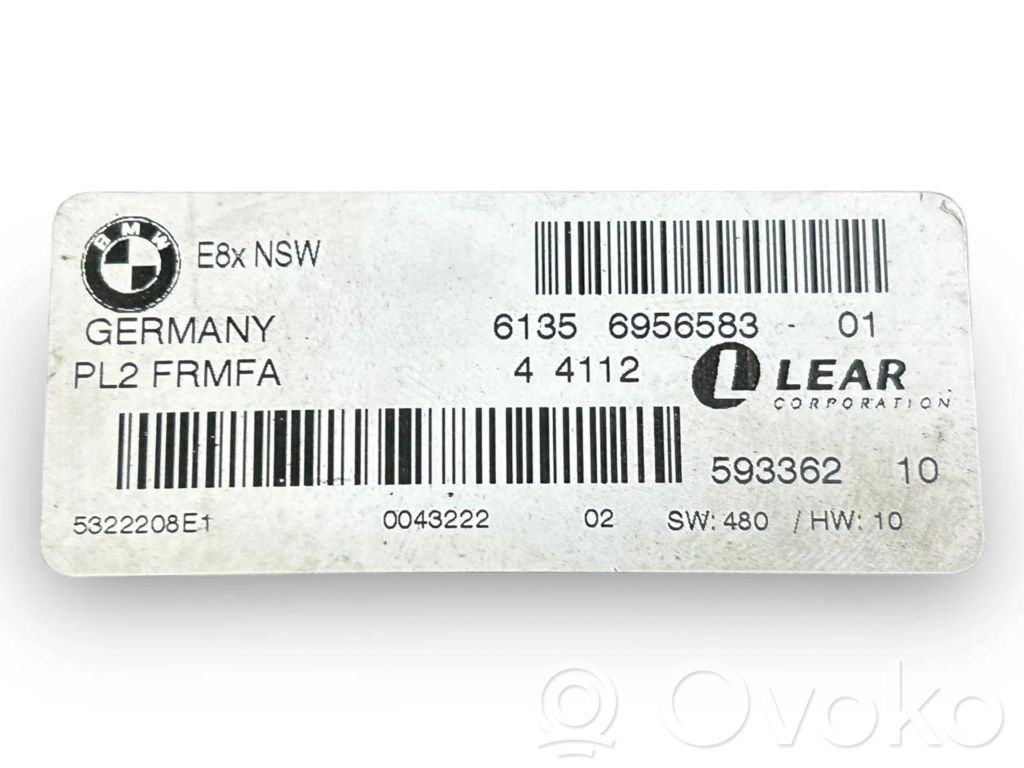 BMW
E8x NSW
GERMANY
6135 6956583 - 01
PL2 FRMFA
4 4112
LEAR
CORPORATION
593362 10
5322208E1 0043222 02 SW: 480 / HW: 10
Ovoko